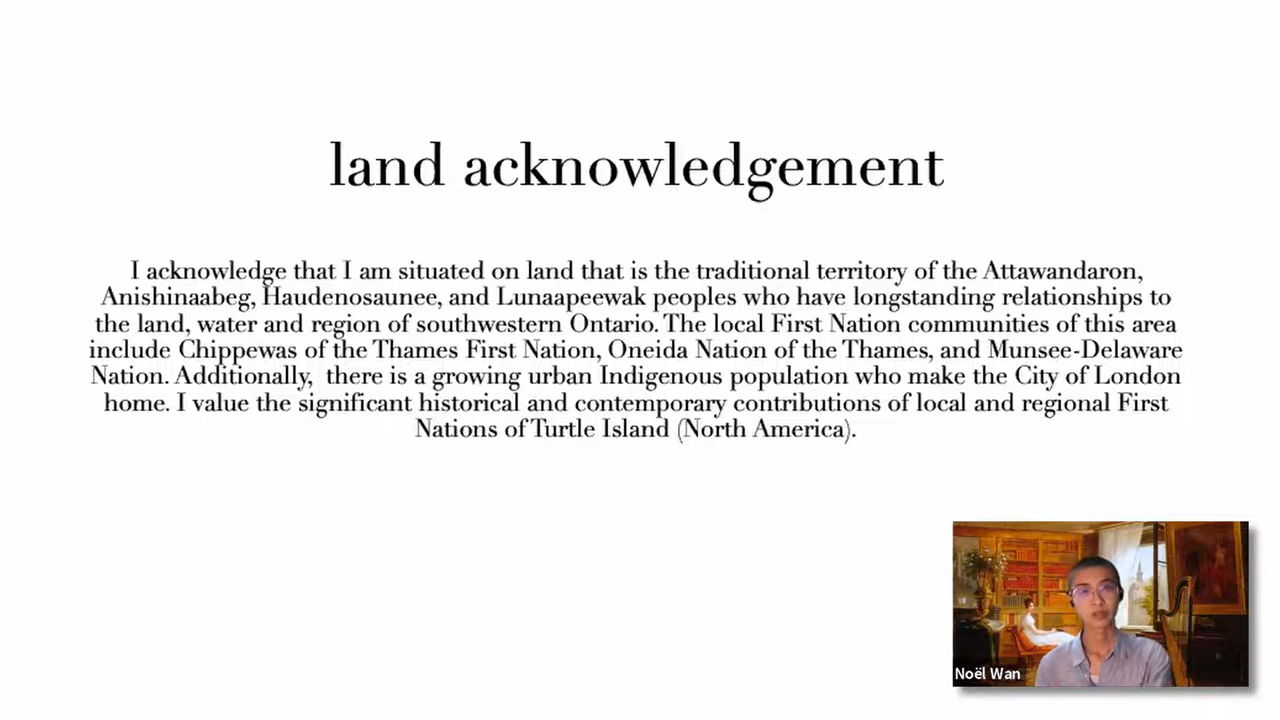 land acknowledgement
I acknowledge that I am situated on land that is the traditional territory of the Attawandaron,
Anishinaabeg, Haudenosaunee, and Lunaapeewak peoples who have longstanding relationships to
the land, water and region of southwestern Ontario. The local First Nation communities of this area
include Chippewas of the Thames First Nation, Oneida Nation of the Thames, and Munsee-Delaware
Nation. Additionally,  there is a growing urban Indigenous population who make the City of London
home. I value the significant historical and contemporary contributions of local and regional First
Nations of Turtle Island (North America).
Noël Wan